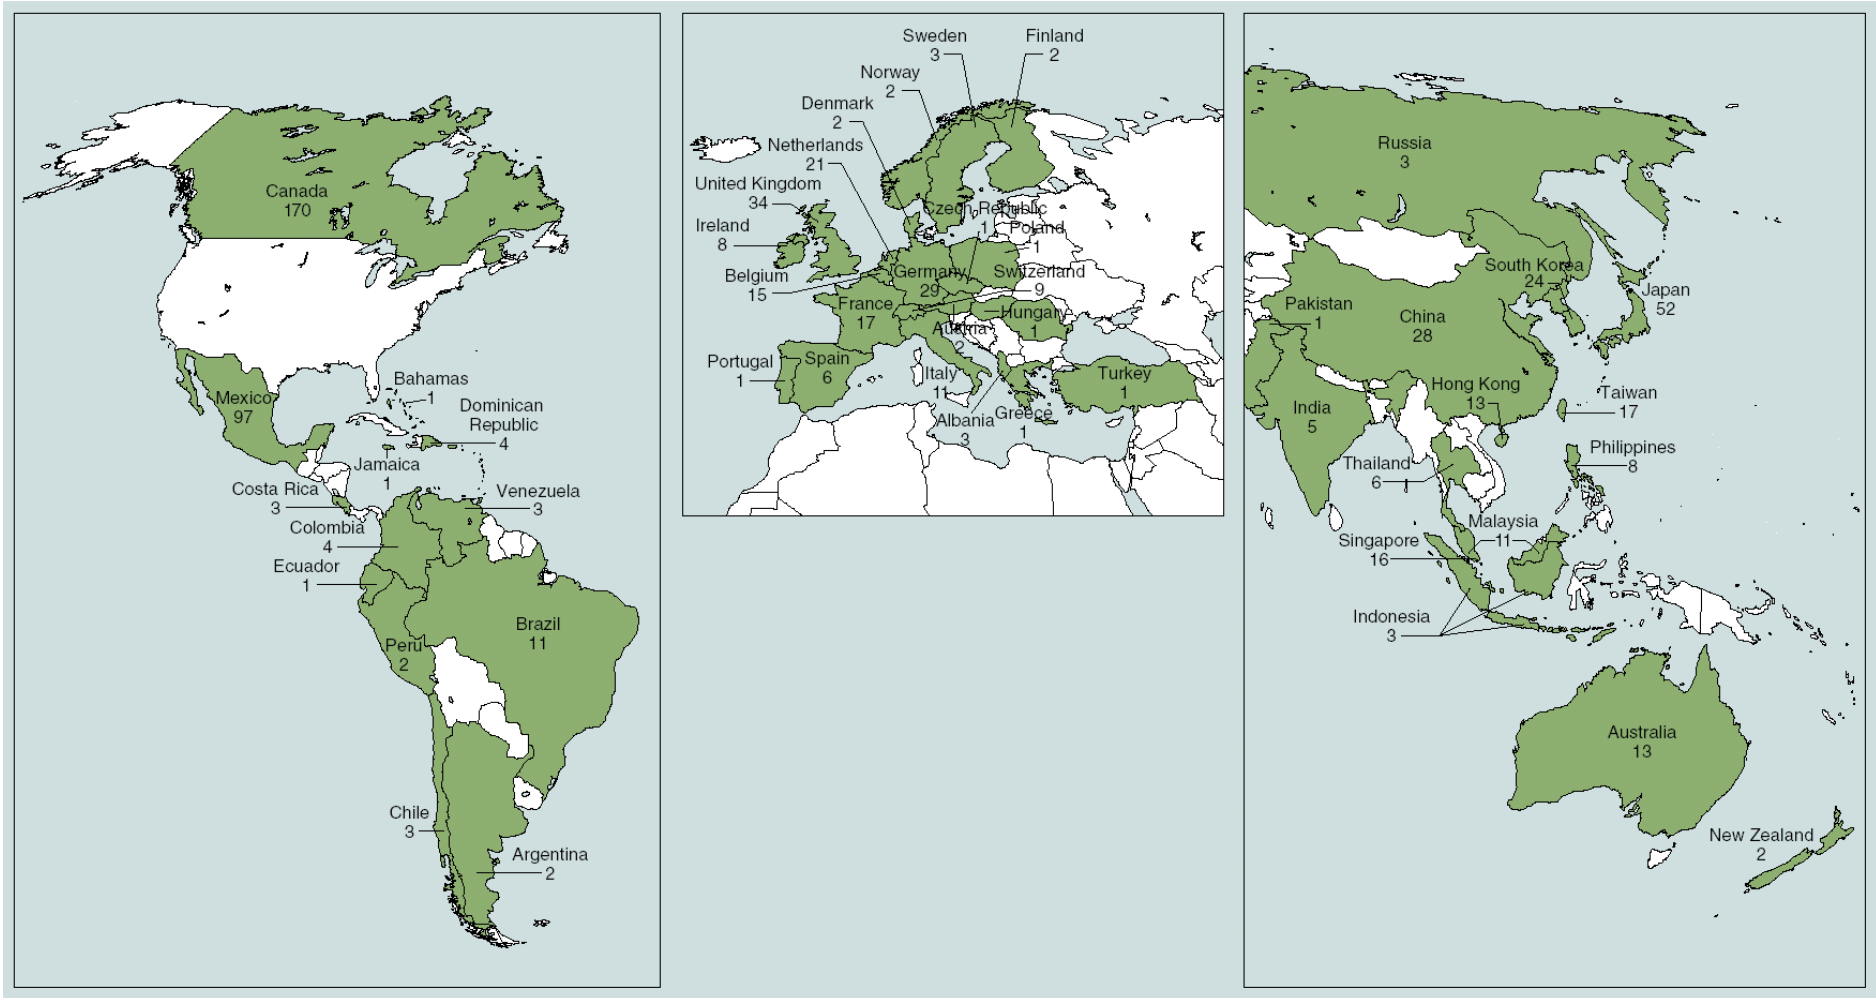 Canada
170
Mexico
97
Bahamas
1
Dominican
Republic
4
Jamaica
1
Costa Rica
3
Venezuela
3
Colombia
4
Ecuador
1
Brazil
11
Peru
2
Chile
3
Argentina
2
Sweden
3
Finland
2
Norway
2
Denmark
2
Netherlands
21
United Kingdom
34
Ireland
8
Belgium
15
Czech Republic
1
Poland
1
Germany
29
Switzerland
9
France
17
Hungary
1
Austria
2
Portugal
1
Spain
6
Italy
11
Albania
3
Greece
1
Turkey
1
Russia
3
South Korea
24
Japan
52
Pakistan
1
China
28
Hong Kong
13
Taiwan
17
India
5
Philippines
8
Thailand
6
Malaysia
11
Singapore
16
Indonesia
3
Australia
13
New Zealand
2